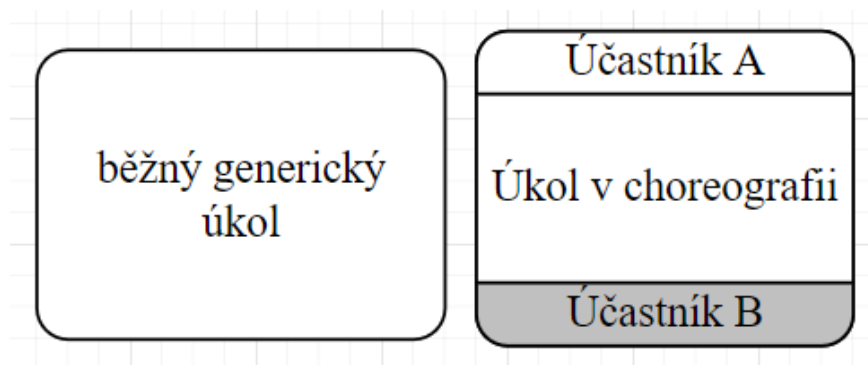 běžný generický
úkol
Účastník A
Úkol v choreografii
Účastník B